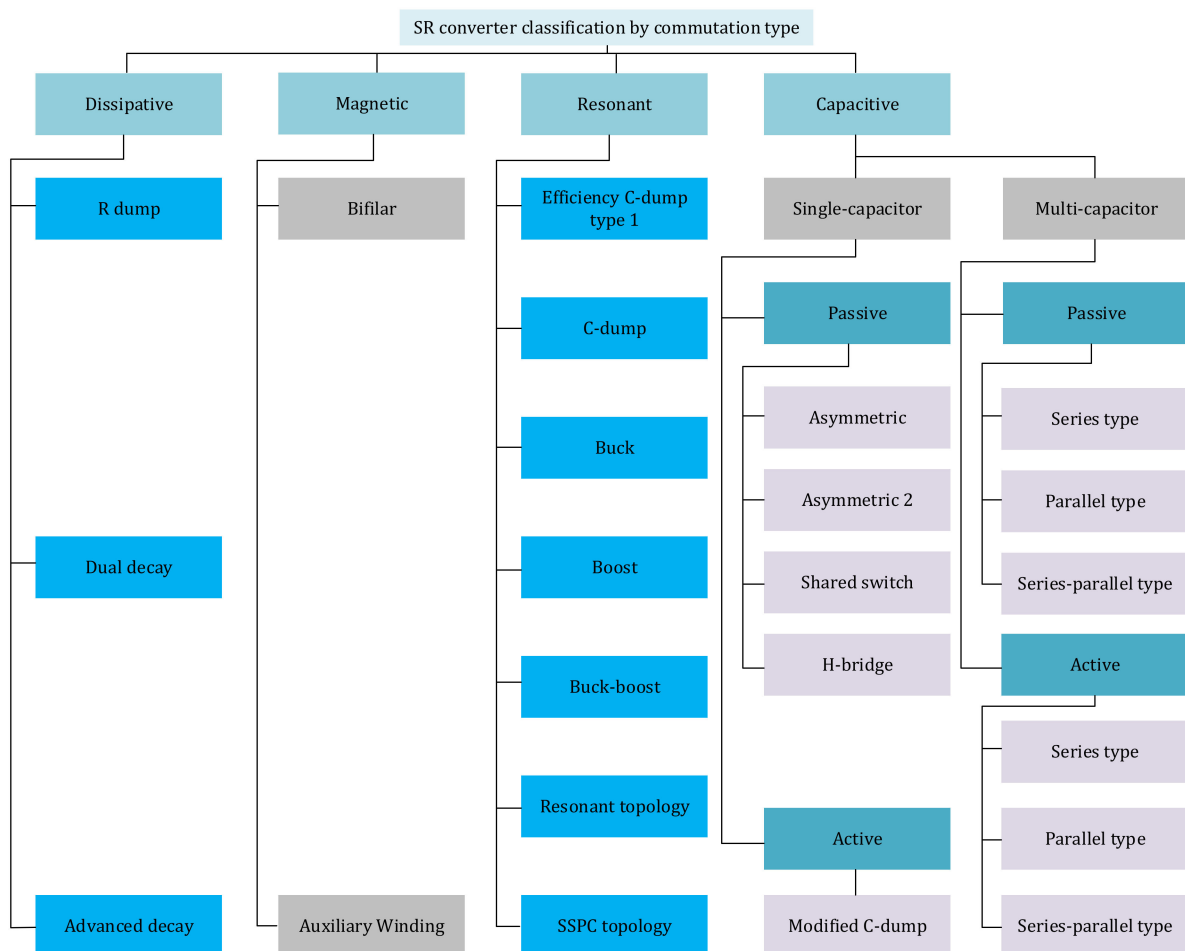 SR converter classification by commutation type
Dissipative
Magnetic
Resonant
Capacitive
R dump
Bifilar
Efficiency C-dump
type 1
Single-capacitor
Multi-capacitor
C-dump
Passive
Passive
Buck
Asymmetric
Series type
Asymmetric 2
Parallel type
Dual decay
Boost
Shared switch
Series-parallel type
Buck-boost
H-bridge
Active
Series type
Resonant topology
Active
Parallel type
Advanced decay
Auxiliary Winding
SSPC topology
Modified C-dump
Series-parallel type